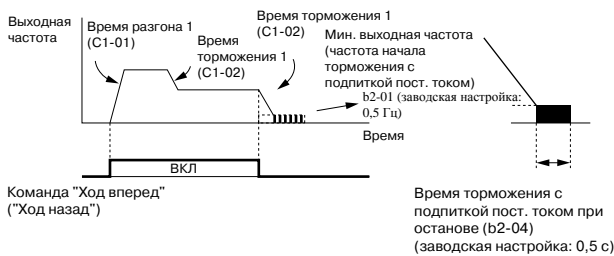 Выходная
частота
Время разгона 1
(C1-01)
Время
торможения 1
(C1-02)
Время торможения 1
(C1-02)
Мин. выходная частота
(частота начала
торможения с
подпиткой пост. током)
b2-01 (заводская настройка:
0,5 Гц)
Время
ВКЛ
Команда "Ход вперед"
("Ход назад")
Время торможения с
подпиткой пост. током при
останове (b2-04)
(заводская настройка: 0,5 с)